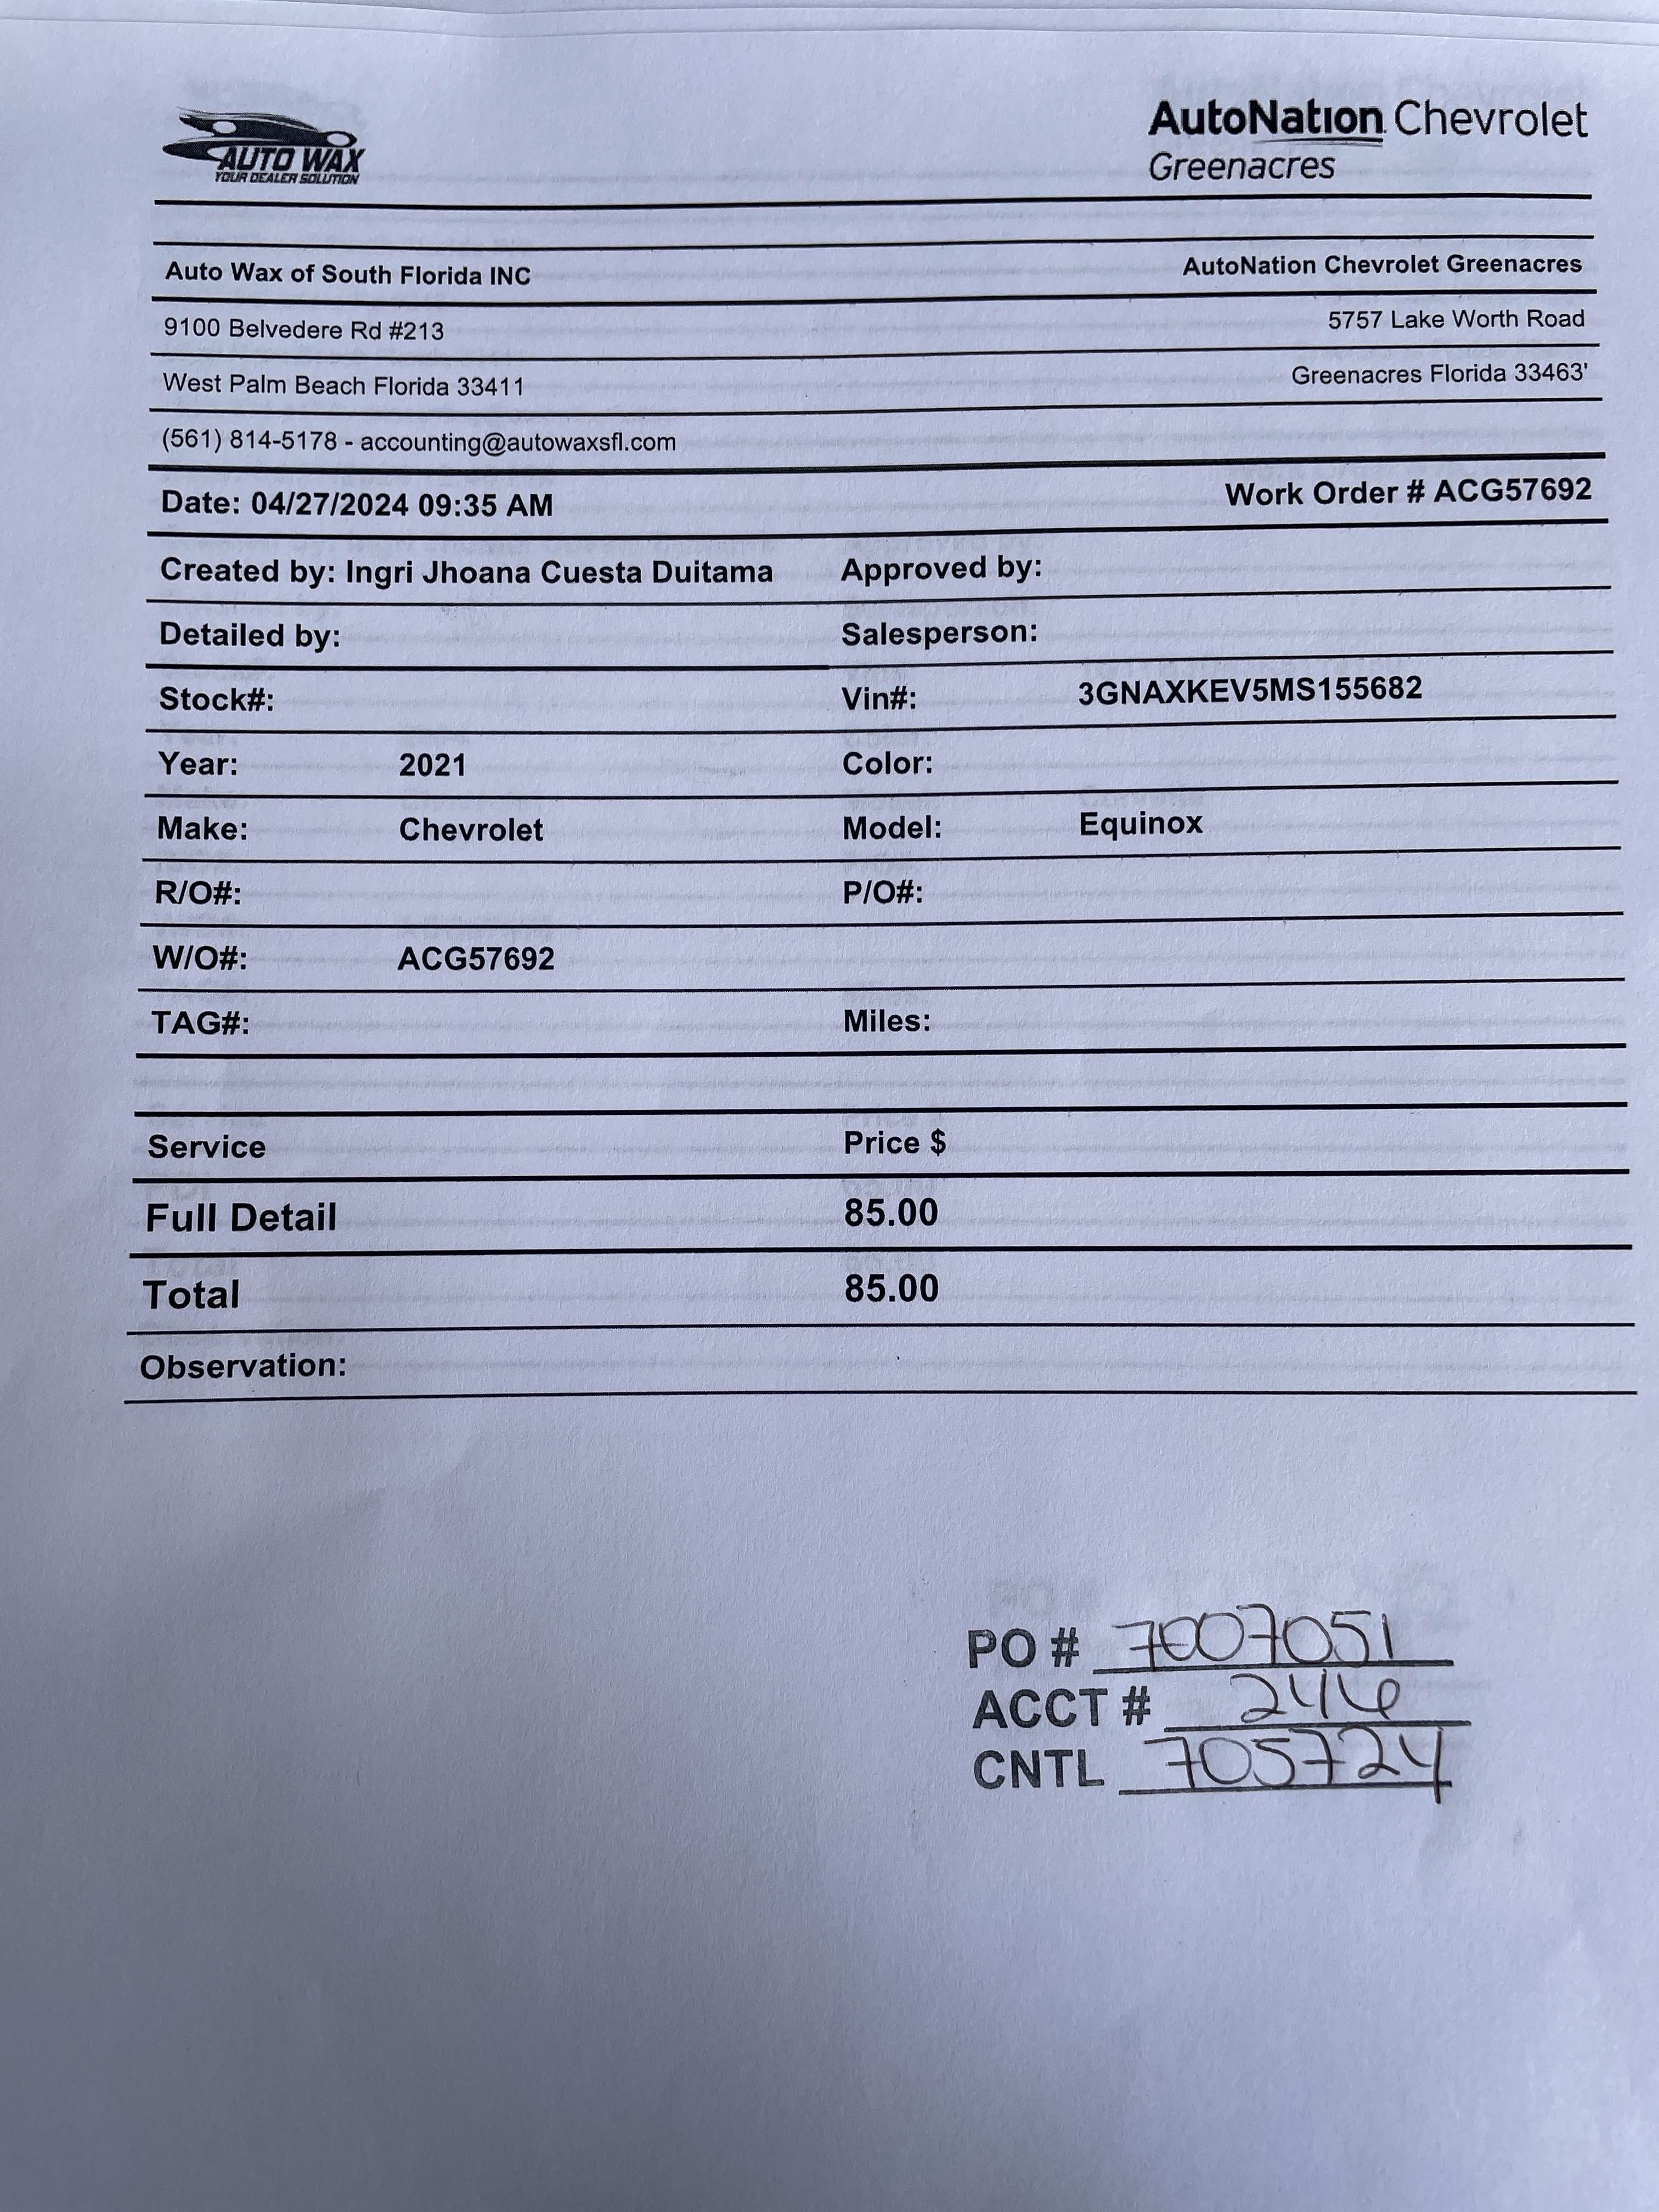 AUTO WAX
YOUR DEALER SOLUTION
AutoNation Chevrolet
Greenacres
Auto Wax of South Florida INC AutoNation Chevrolet Greenacres
9100 Belvedere Rd #213 5757 Lake Worth Road
West Palm Beach Florida 33411 Greenacres Florida 33463'
(561) 814-5178 - accounting@autowaxsfl.com
Date: 04/27/2024 09:35 AM Work Order # ACG57692
Created by: Ingri Jhoana Cuesta Duitama Approved by:
Detailed by: Salesperson:
Stock#: Vin#: 3GNAXKEV5MS155682
Year: 2021 Color:
Make: Chevrolet Model: Equinox
R/O#: P/O#:
W/O#: ACG57692
TAG#: Miles:
Service Price $
Full Detail 85.00
Total 85.00
Observation:
PO # 7007051
ACCT # 246
CNTL 705724